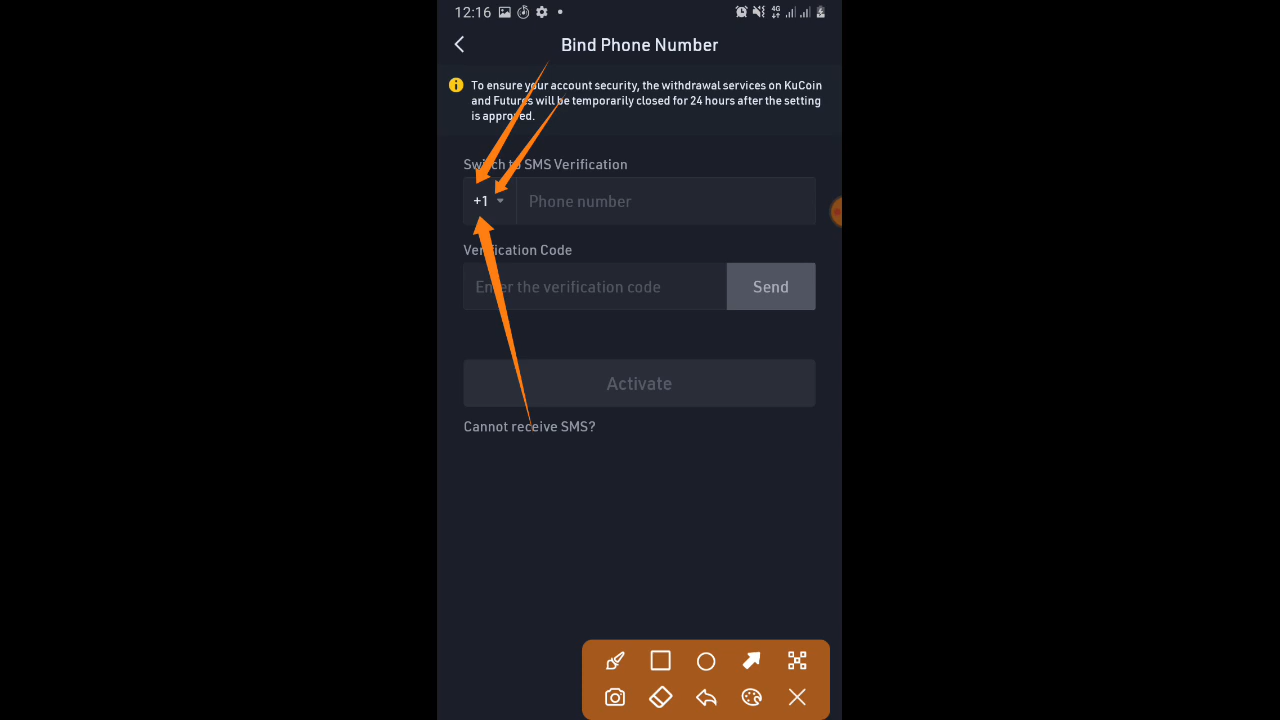 12:16
4G
Bind Phone Number
To ensure your account security, the withdrawal services on KuCoin
and Futures will be temporarily closed for 24 hours after the setting
is approved.
Switch to SMS Verification
+1 Phone number
Verification Code
Enter the verification code Send
Activate
Cannot receive SMS?